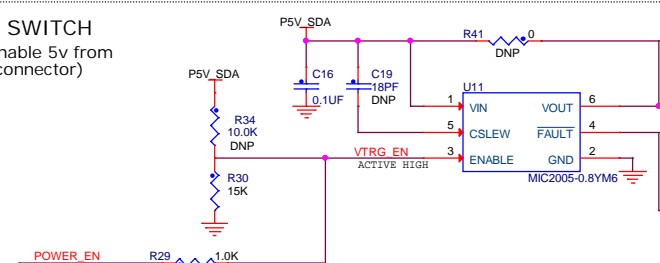 SWITCH
nable 5v from
connector)
P5V_SDA
R41
0
DNP
P5V_SDA
C16
0.1UF
C19
18PF
DNP
U11
1
VIN
VOUT
6
5
CSLEW
FAULT
4
3
ENABLE
GND
2
MIC2005-0.8YM6
R34
10.0K
DNP
VTRG_EN
ACTIVE HIGH
R30
15K
POWER_EN
R29
1.0K